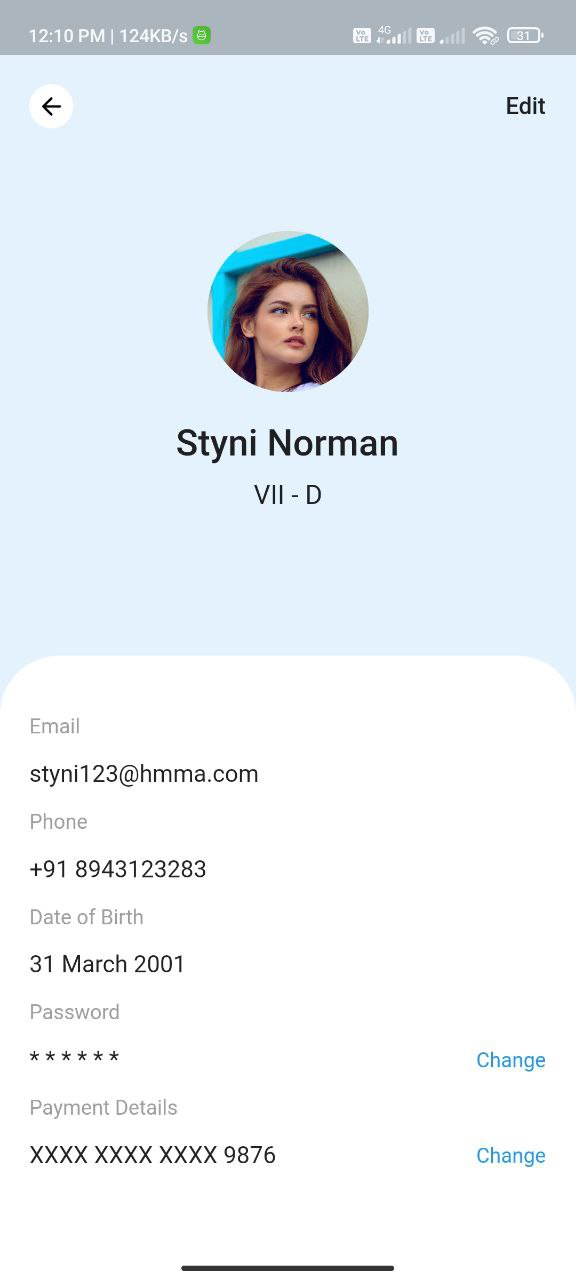 12:10 PM | 124KB/s
Vo LTE 4G Vo LTE 31
Edit
Styni Norman
VII - D
Email
styni123@hmma.com
Phone
+91 8943123283
Date of Birth
31 March 2001
Password
* * * * * *
Change
Payment Details
XXXX XXXX XXXX 9876
Change